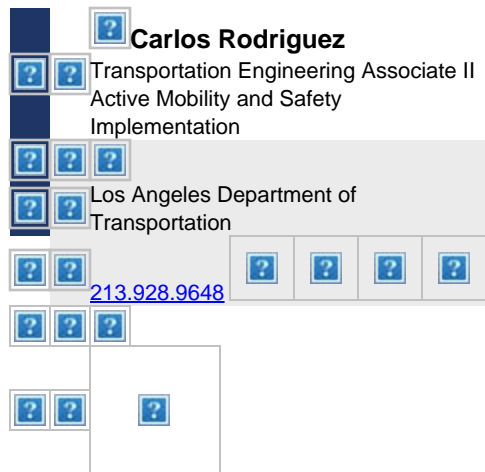 Carlos Rodriguez
Transportation Engineering Associate II
Active Mobility and Safety
Implementation
Los Angeles Department of
Transportation
213.928.9648